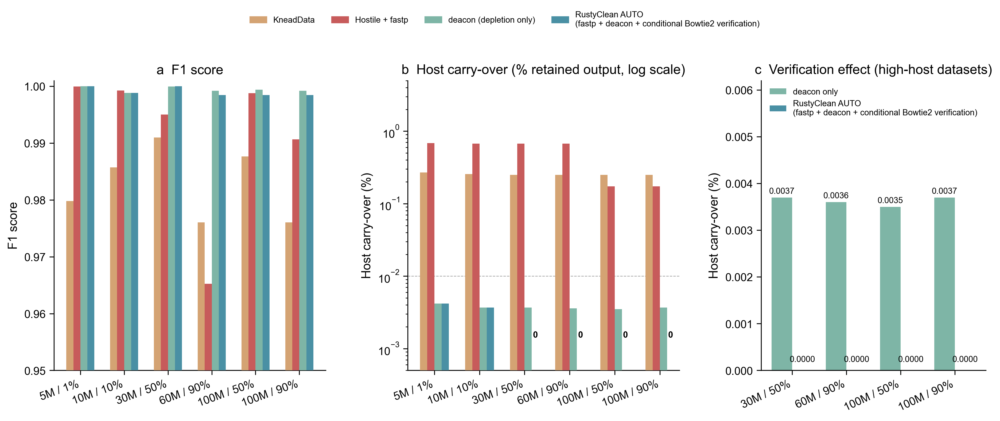 KneadData
Hostile + fastp
deacon (depletion only)
RustyClean AUTO
(fastp + deacon + conditional Bowtie2 verification)
a F1 score
F1 score
1.00
0.99
0.98
0.97
0.96
0.95
5M / 1%
10M / 10%
30M / 50%
60M / 90%
100M / 50%
100M / 90%
b Host carry-over (% retained output, log scale)
Host carry-over (%)
10⁰
10⁻¹
10⁻²
10⁻³
0
0
0
0
5M / 1%
10M / 10%
30M / 50%
60M / 90%
100M / 50%
100M / 90%
c Verification effect (high-host datasets)
deacon only
RustyClean AUTO
(fastp + deacon + conditional Bowtie2 verification)
Host carry-over (%)
0.006
0.005
0.004
0.003
0.002
0.001
0.000
0.0037
0.0036
0.0035
0.0037
0.0000
0.0000
0.0000
0.0000
30M / 50%
60M / 90%
100M / 50%
100M / 90%